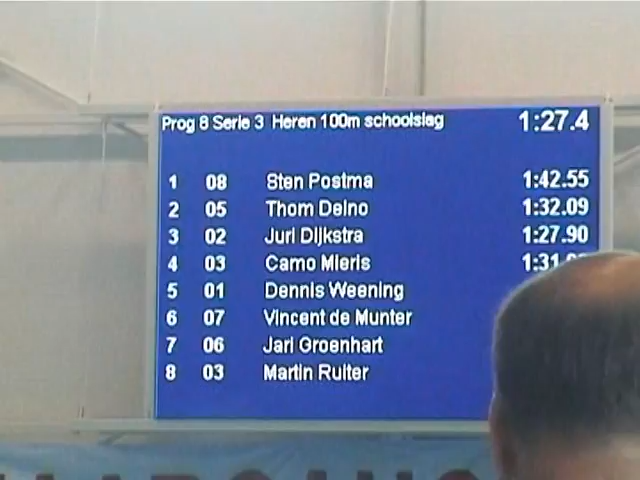 Prog 8 Serie 3 Heren 100m schoolslag 1:27.4
1 08 Sten Postma 1:42.55
2 05 Thom Delno 1:32.09
3 02 Juri Dijkstra 1:27.90
4 03 Camo Mieris 1:31
5 01 Dennis Weening
6 07 Vincent de Munter
7 06 Jari Groenhart
8 03 Martin Ruiter